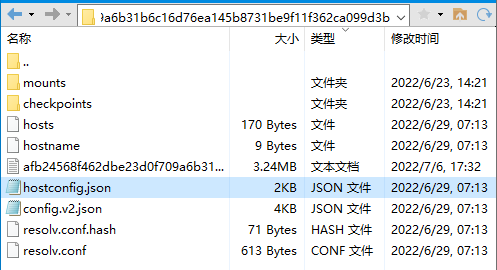 9a6b31b6c16d76ea145b8731be9f11f362ca099d3b
名称 大小 类型 修改时间
..
mounts 文件夹 2022/6/23, 14:21
checkpoints 文件夹 2022/6/23, 14:21
hosts 170 Bytes 文件 2022/6/29, 07:13
hostname 9 Bytes 文件 2022/6/29, 07:13
afb24568f462dbe23d0f709a6b31... 3.24MB 文本文档 2022/7/6, 17:32
hostconfig.json 2KB JSON 文件 2022/6/29, 07:13
config.v2.json 4KB JSON 文件 2022/6/29, 07:13
resolv.conf.hash 71 Bytes HASH 文件 2022/6/29, 07:13
resolv.conf 613 Bytes CONF 文件 2022/6/29, 07:13